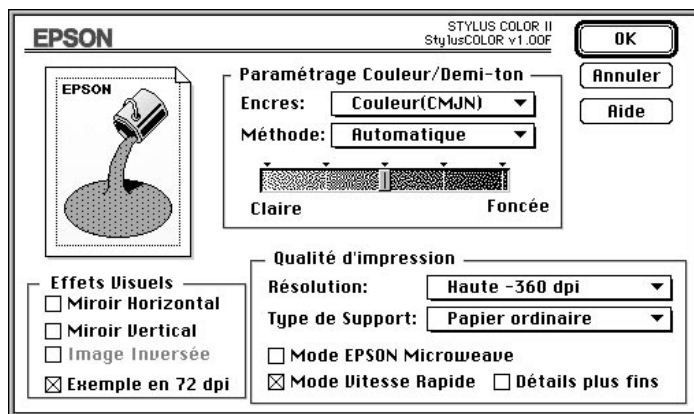 EPSON
STYLUS COLOR II
StylusCOLOR v1.00F
OK
Annuler
Aide
EPSON
Paramétrage Couleur/Demi-ton
Encres: Couleur(CMJN)
Méthode: Automatique
Claire Foncée
Effets Visuels
Miroir Horizontal
Miroir Vertical
Image Inversée
Exemple en 72 dpi
Qualité d'impression
Résolution: Haute -360 dpi
Type de Support: Papier ordinaire
Mode EPSON Microweave
Mode Vitesse Rapide Détails plus fins